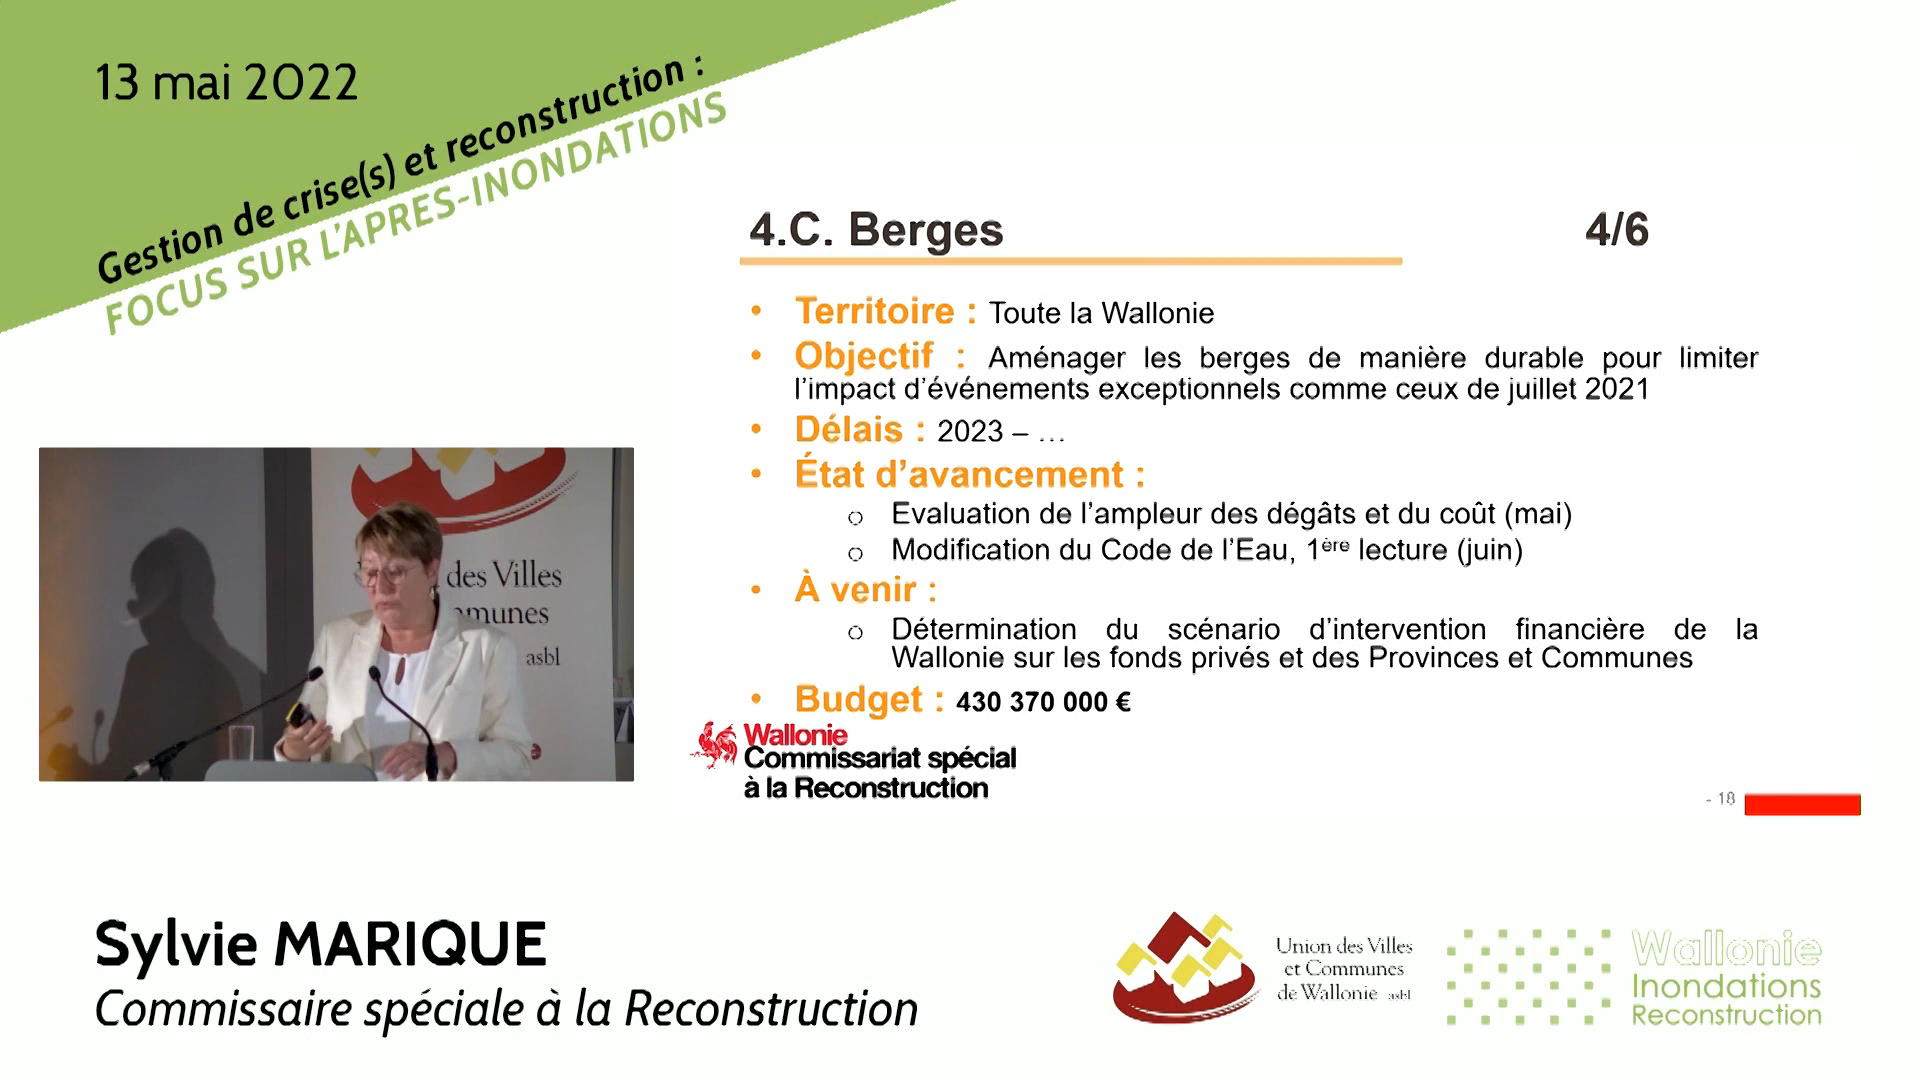 13 mai 2022
Gestion de crise(s) et reconstruction :
FOCUS SUR L'APRES-INONDATIONS
4.C. Berges 4/6
• Territoire : Toute la Wallonie
• Objectif : Aménager les berges de manière durable pour limiter
l'impact d'événements exceptionnels comme ceux de juillet 2021
• Délais : 2023 – …
• État d'avancement :
o Evaluation de l'ampleur des dégâts et du coût (mai)
o Modification du Code de l'Eau, 1ère lecture (juin)
• À venir :
o Détermination du scénario d'intervention financière de la
Wallonie sur les fonds privés et des Provinces et Communes
• Budget : 430 370 000 €
Wallonie
Commissariat spécial
à la Reconstruction
- 18
des Villes
asbl
Sylvie MARIQUE
Commissaire spéciale à la Reconstruction
Union des Villes
et Communes
de Wallonie asbl
Wallonie
Inondations
Reconstruction